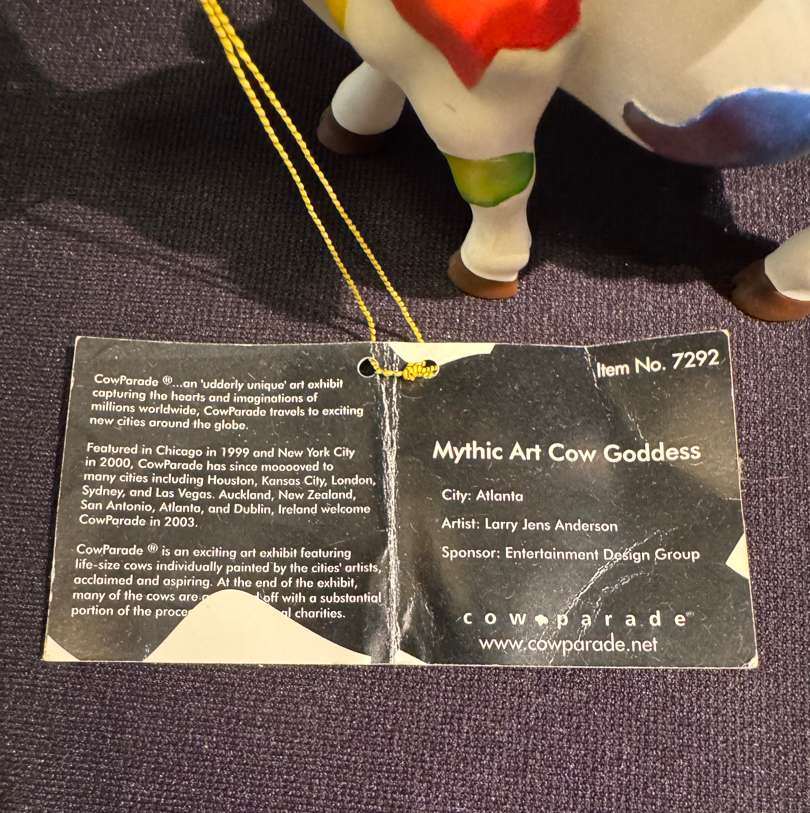 CowParade ®...an 'udderly unique' art exhibit
capturing the hearts and imaginations of
millions worldwide, CowParade travels to exciting
new cities around the globe.
Featured in Chicago in 1999 and New York City
in 2000, CowParade has since mooooved to
many cities including Houston, Kansas City, London,
Sydney, and Las Vegas. Auckland, New Zealand,
San Antonio, Atlanta, and Dublin, Ireland welcome
CowParade in 2003.
CowParade ® is an exciting art exhibit featuring
life-size cows individually painted by the cities' artists,
acclaimed and aspiring. At the end of the exhibit,
many of the cows are off with a substantial
portion of the charities.
Item No. 7292
Mythic Art Cow Goddess
City: Atlanta
Artist: Larry Jens Anderson
Sponsor: Entertainment Design Group
cow parade
www.cowparade.net